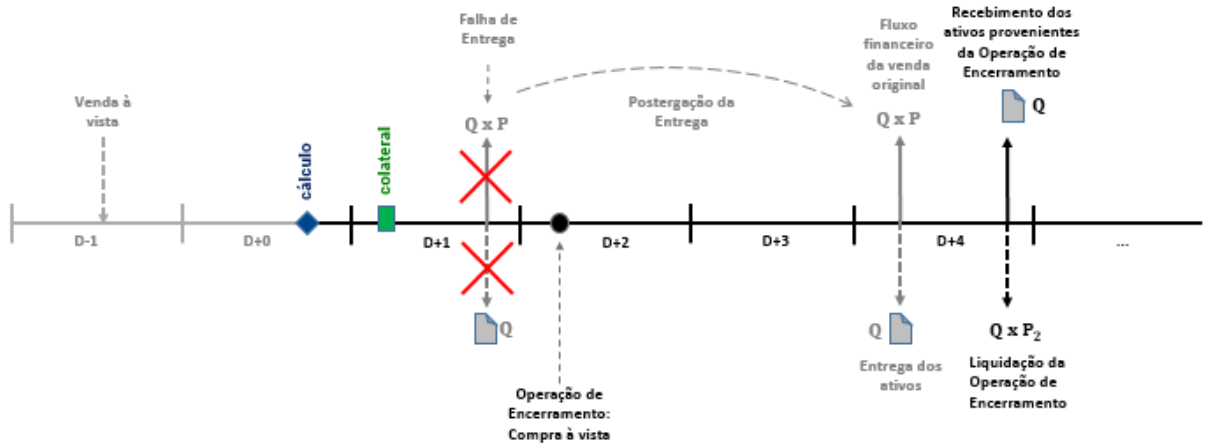 Venda à
vista
cálculo
colateral
Falha de
Entrega
Q x P
Postergação da
Entrega
Fluxo
financeiro
da venda
original
Q x P
Recebimento dos
ativos provenientes
da Operação de
Encerramento
Q
D-1
D+0
D+1
D+2
D+3
D+4
...
Q
Operação de
Encerramento:
Compra à vista
Q
Entrega dos
ativos
Q x P₂
Liquidação da
Operação de
Encerramento